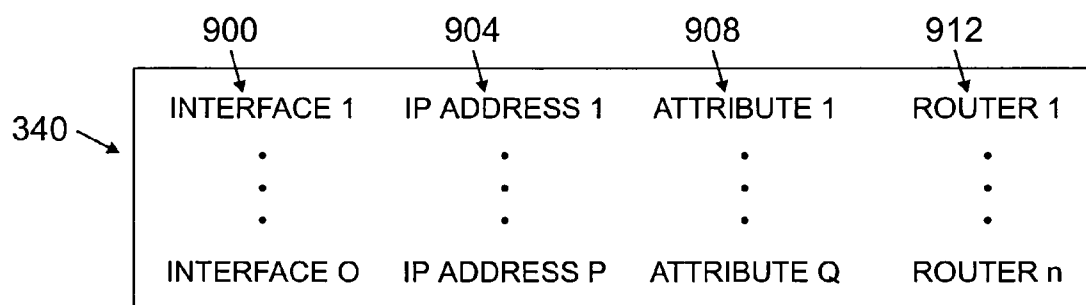 900 904 908 912
INTERFACE 1 IP ADDRESS 1 ATTRIBUTE 1 ROUTER 1
340
INTERFACE O IP ADDRESS P ATTRIBUTE Q ROUTER n